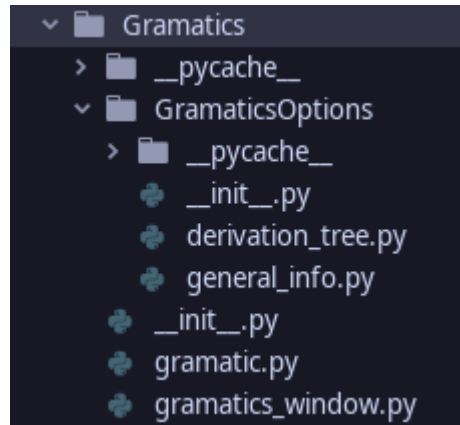 Gramatics
__pycache__
GramaticsOptions
__pycache__
__init__.py
derivation_tree.py
general_info.py
__init__.py
gramatic.py
gramatics_window.py